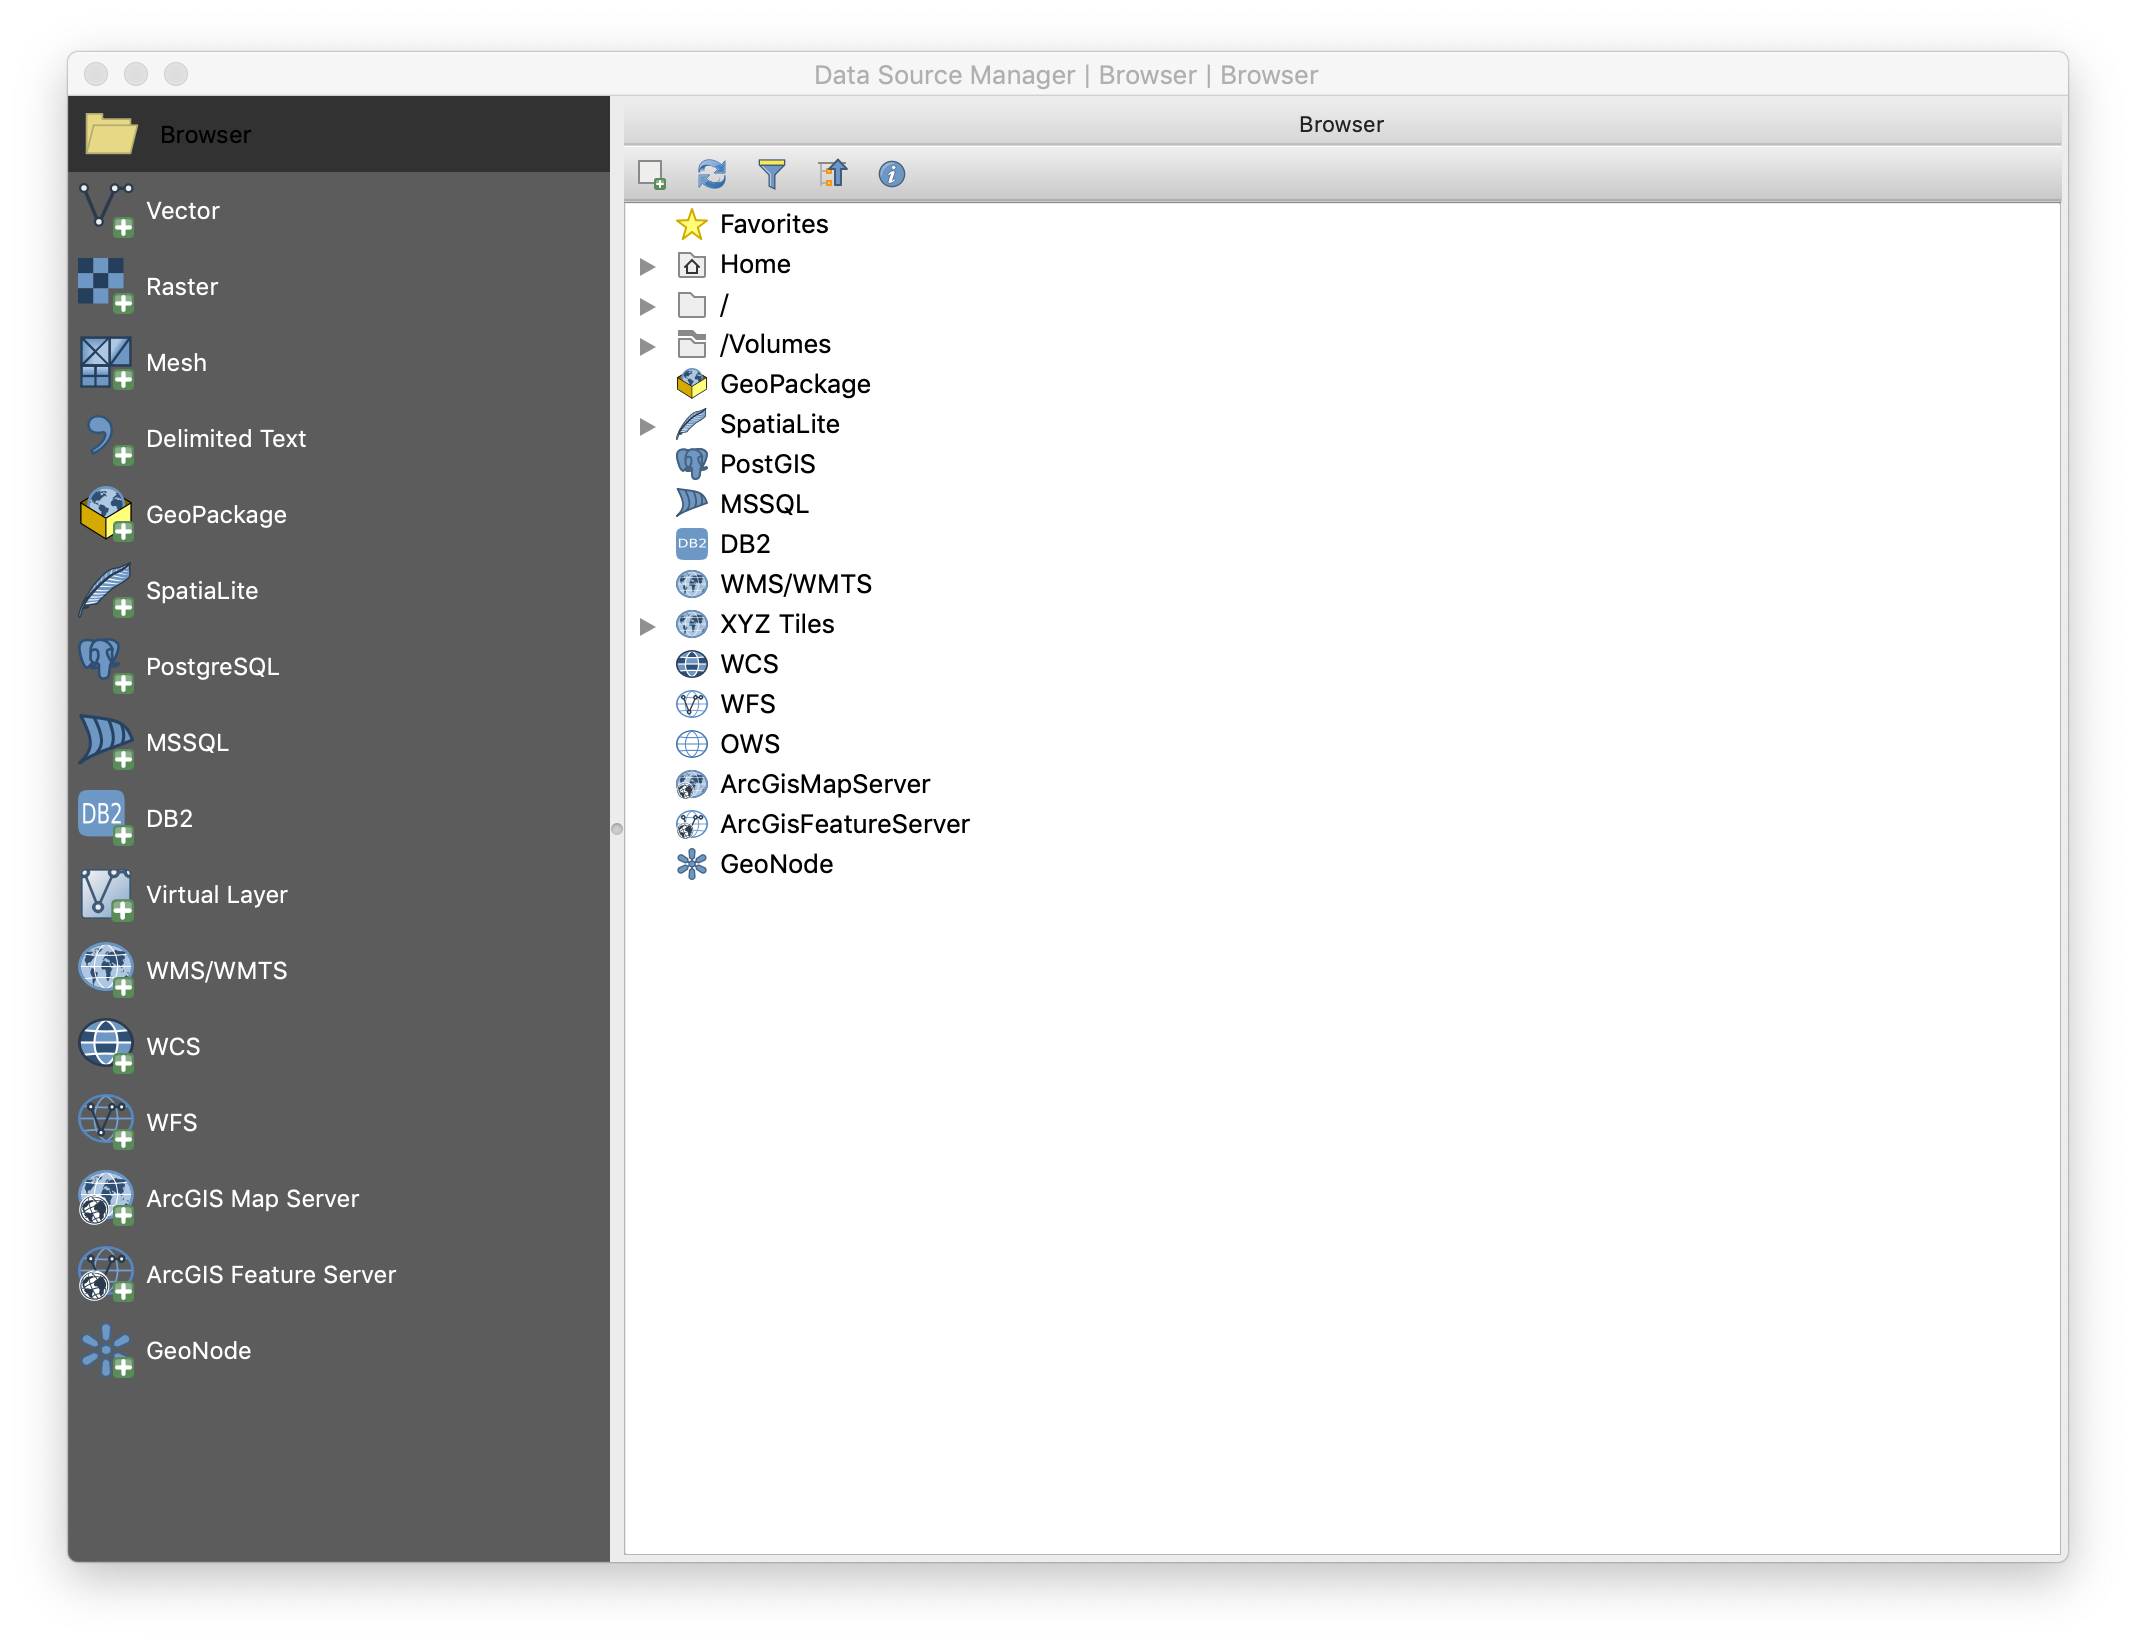 Data Source Manager | Browser | Browser
Browser
Vector
Raster
Mesh
Delimited Text
GeoPackage
SpatiaLite
PostgreSQL
MSSQL
DB2
DB2
Virtual Layer
WMS/WMTS
WCS
WFS
ArcGIS Map Server
ArcGIS Feature Server
GeoNode
Browser
i
Favorites
Home
/
/Volumes
GeoPackage
SpatiaLite
PostGIS
MSSQL
DB2
DB2
WMS/WMTS
XYZ Tiles
WCS
WFS
OWS
ArcGisMapServer
ArcGisFeatureServer
GeoNode